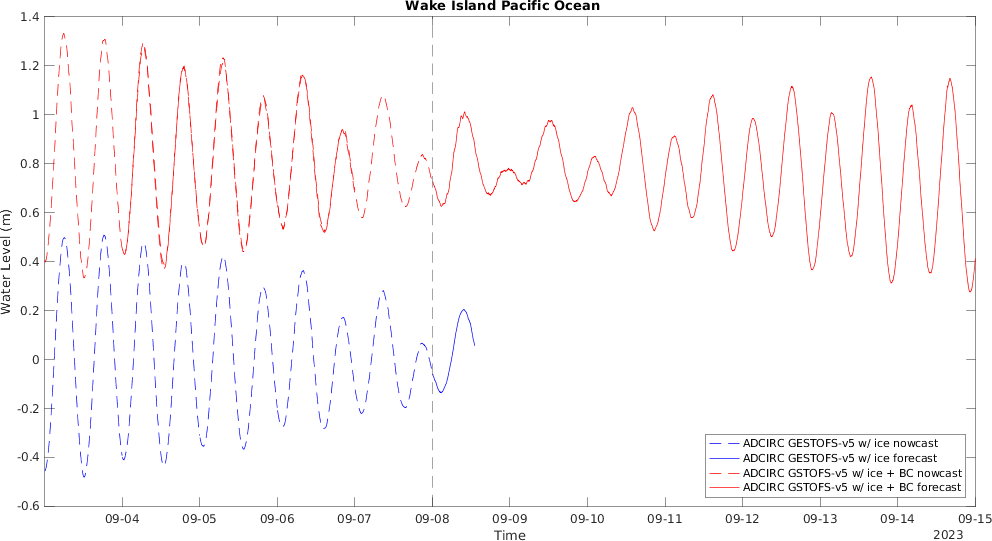 Wake Island Pacific Ocean
Water Level (m)
1.4
1.2
1
0.8
0.6
0.4
0.2
0
-0.2
-0.4
-0.6
ADCIRC GESTOFS-v5 w/ ice nowcast
ADCIRC GESTOFS-v5 w/ ice forecast
ADCIRC GSTOFS-v5 w/ ice + BC nowcast
ADCIRC GSTOFS-v5 w/ ice + BC forecast
09-04 09-05 09-06 09-07 09-08 09-09 09-10 09-11 09-12 09-13 09-14 09-15
Time
2023